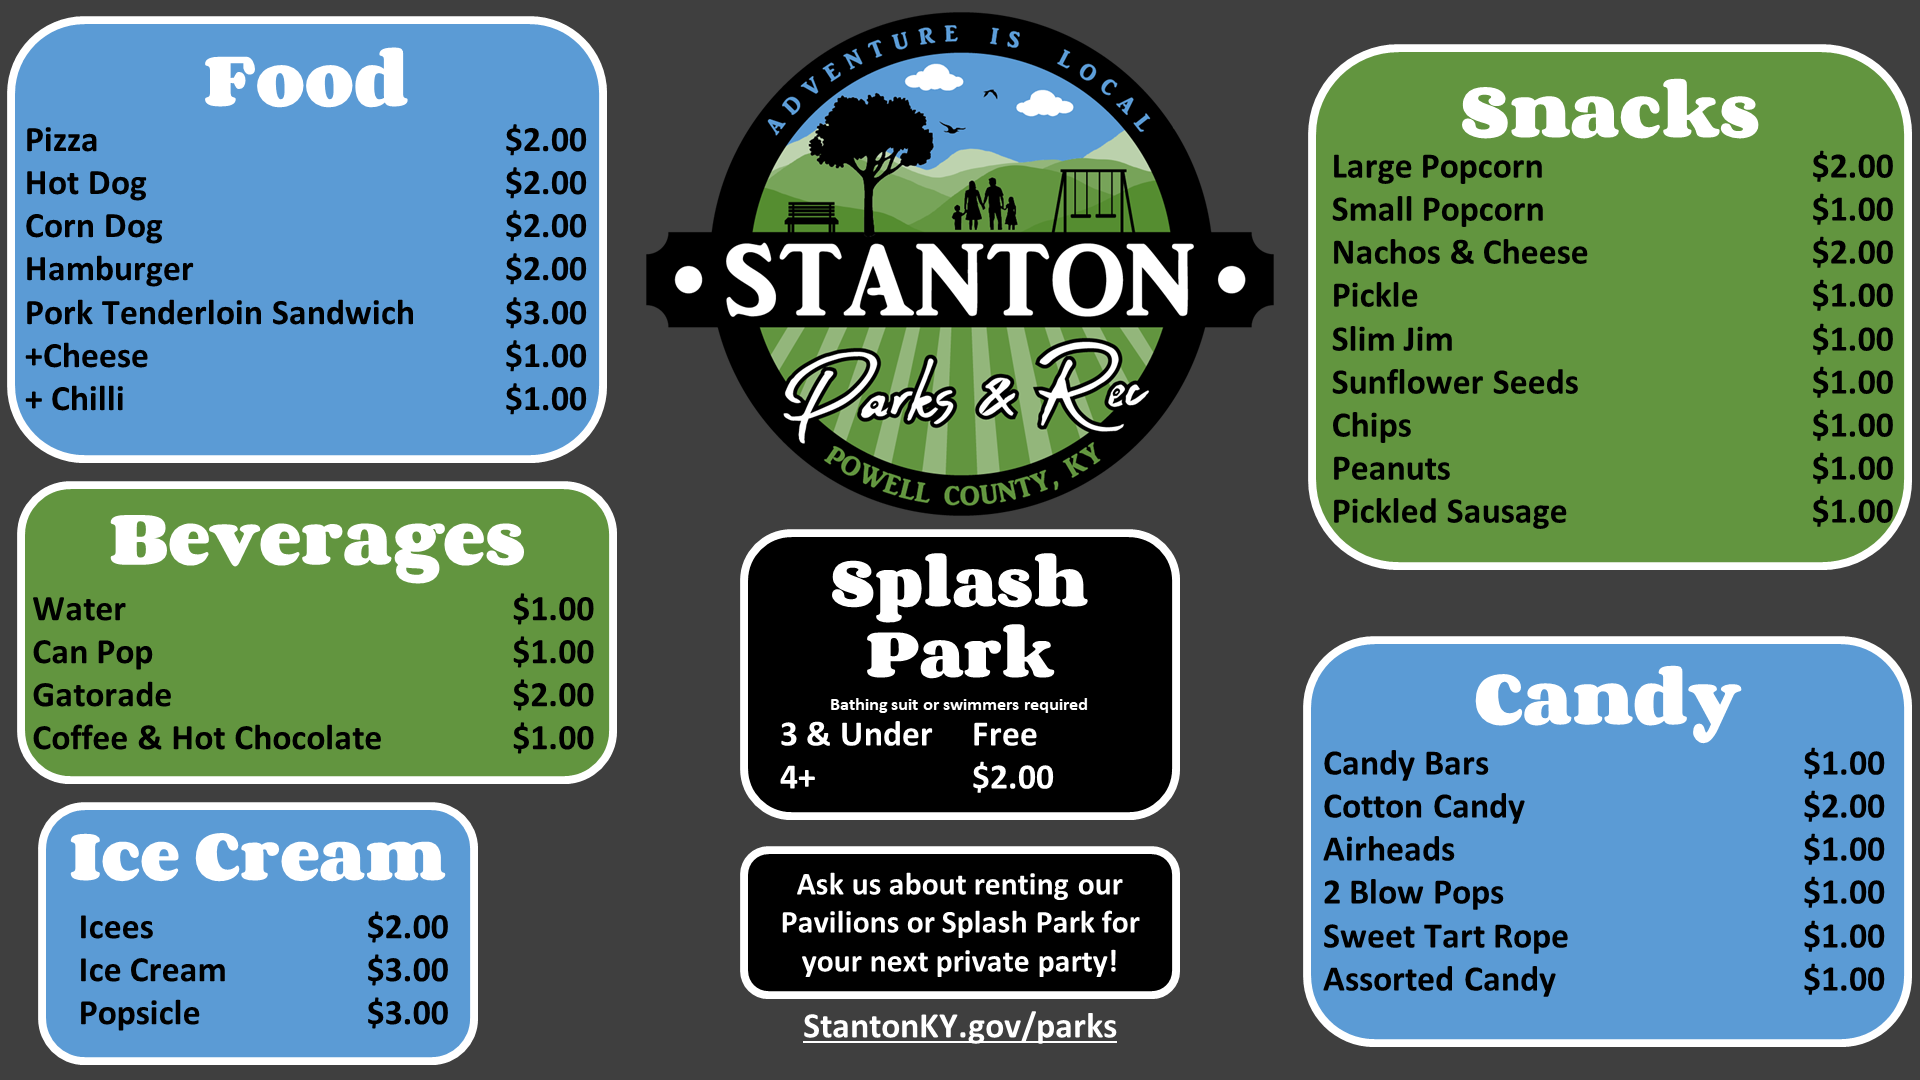 Food
Pizza $2.00
Hot Dog $2.00
Corn Dog $2.00
Hamburger $2.00
Pork Tenderloin Sandwich $3.00
+Cheese $1.00
+ Chilli $1.00
Beverages
Water $1.00
Can Pop $1.00
Gatorade $2.00
Coffee & Hot Chocolate $1.00
Ice Cream
Icees $2.00
Ice Cream $3.00
Popsicle $3.00
ADVENTURE IS LOCAL
• STANTON •
Parks & Rec
POWELL COUNTY, KY
Splash
Park
Bathing suit or swimmers required
3 & Under Free
4+ $2.00
Ask us about renting our
Pavilions or Splash Park for
your next private party!
StantonKY.gov/parks
Snacks
Large Popcorn $2.00
Small Popcorn $1.00
Nachos & Cheese $2.00
Pickle $1.00
Slim Jim $1.00
Sunflower Seeds $1.00
Chips $1.00
Peanuts $1.00
Pickled Sausage $1.00
Candy
Candy Bars $1.00
Cotton Candy $2.00
Airheads $1.00
2 Blow Pops $1.00
Sweet Tart Rope $1.00
Assorted Candy $1.00